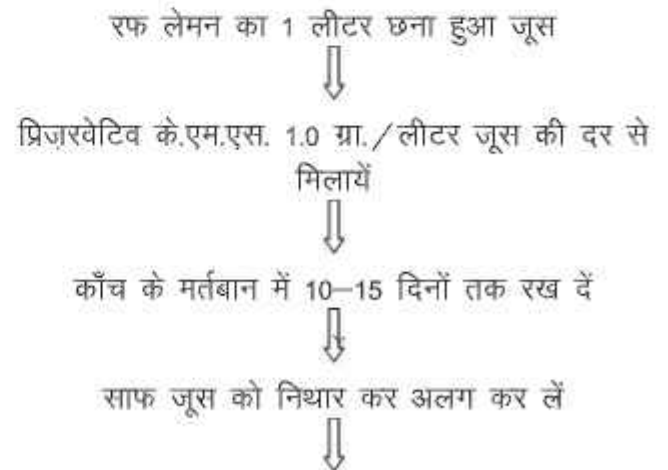 रफ लेमन का 1 लीटर छना हुआ जूस
प्रिज़रवेटिव के.एम.एस. 1.0 ग्रा./लीटर जूस की दर से
मिलायें
काँच के मर्तबान में 10–15 दिनों तक रख दें
साफ जूस को निथार कर अलग कर लें